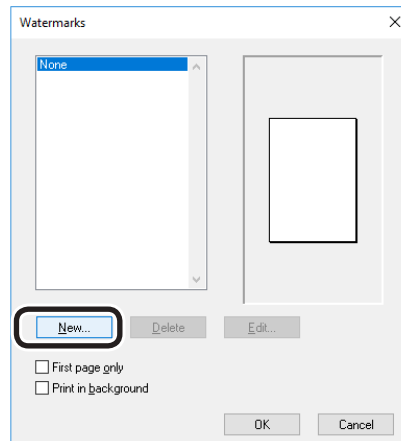 Watermarks
None
New... Delete Edit...
First page only
Print in background
OK Cancel